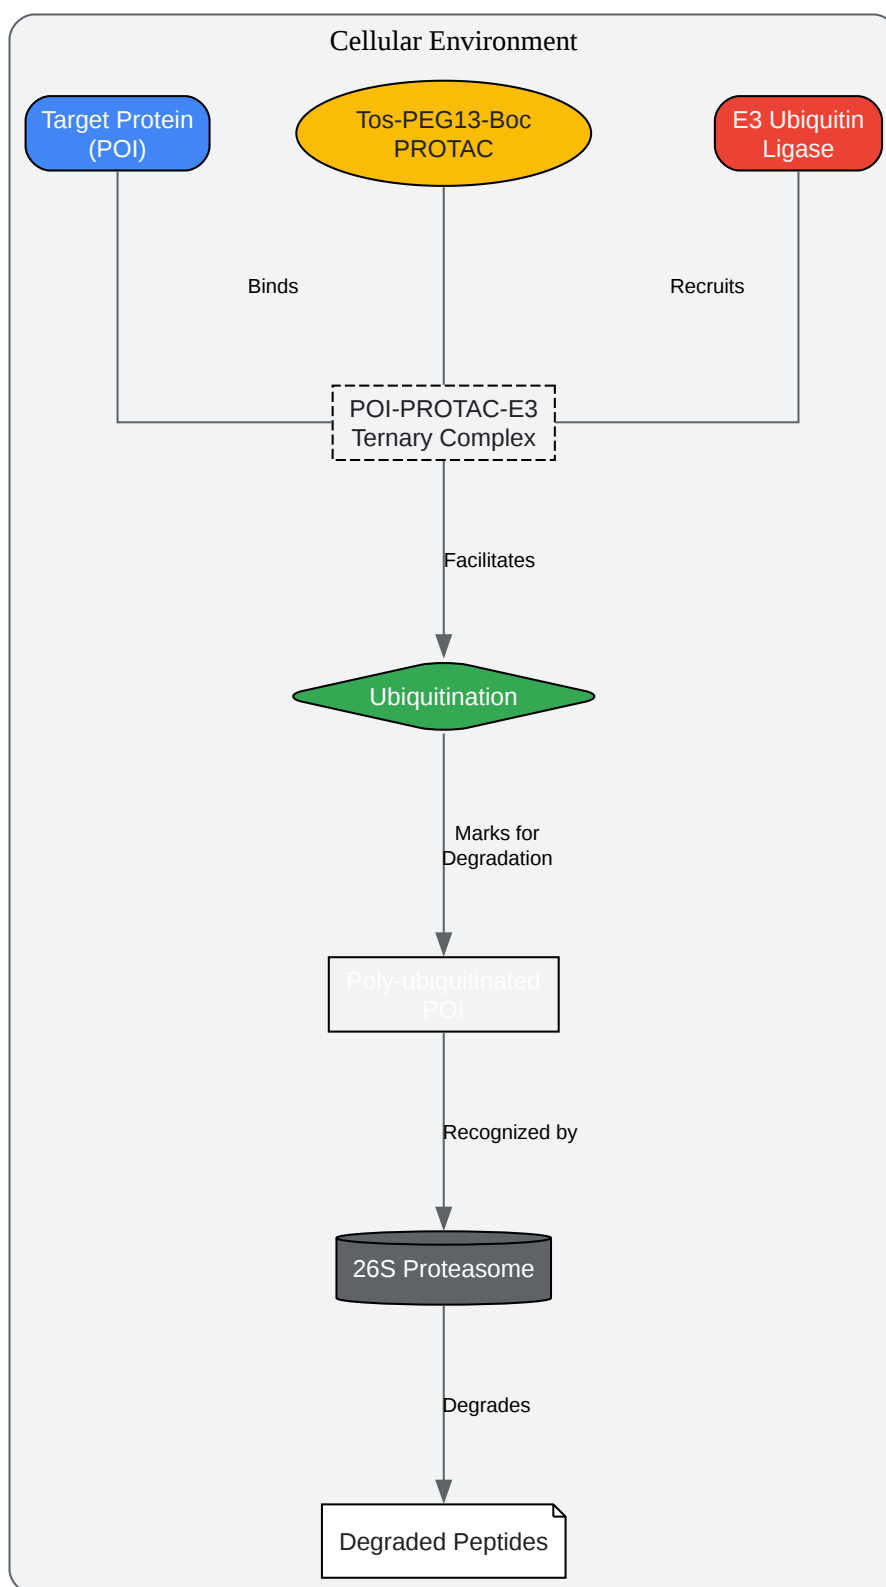 Cellular Environment
Target Protein
(POI)
Tos-PEG13-Boc
PROTAC
E3 Ubiquitin
Ligase
Binds
Recruits
POI-PROTAC-E3
Ternary Complex
Facilitates
Ubiquitination
Marks for
Degradation
Poly-ubiquitinated
POI
Recognized by
26S Proteasome
Degrades
Degraded Peptides